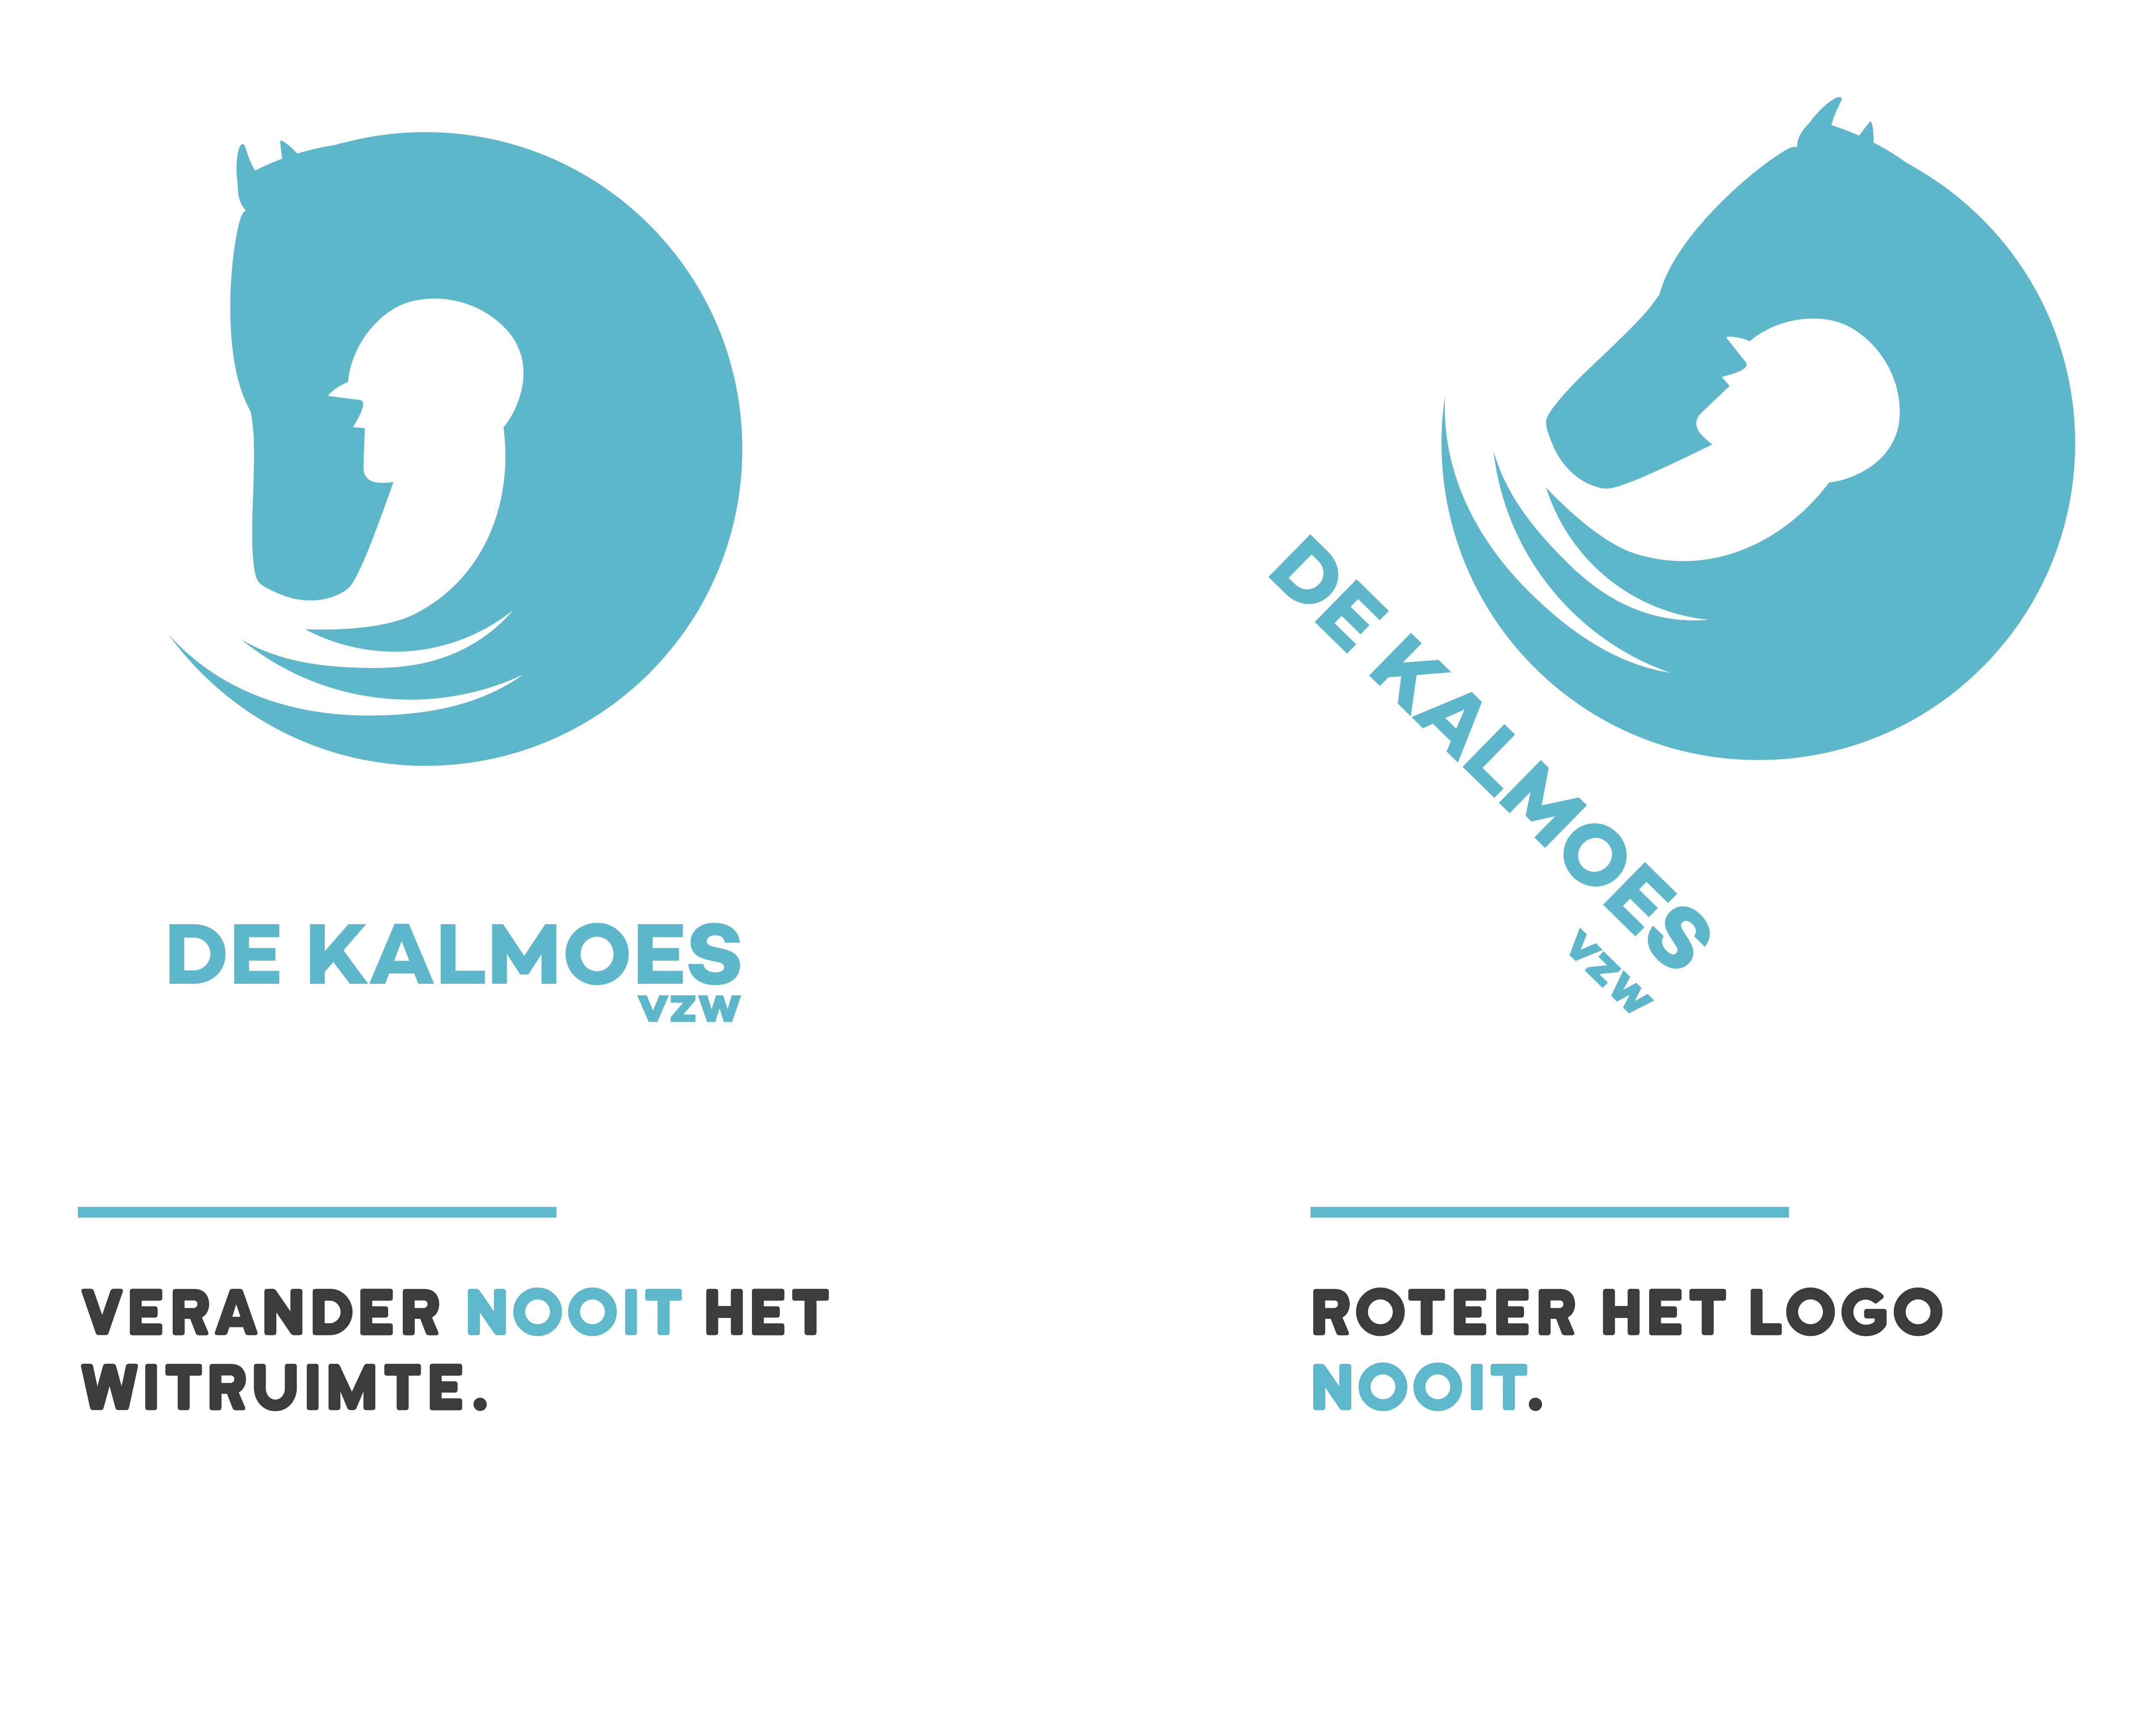 DE KALMOES
vzw
VERANDER NOOIT HET
WITRUIMTE.
DE KALMOES
vzw
ROTEER HET LOGO
NOOIT.